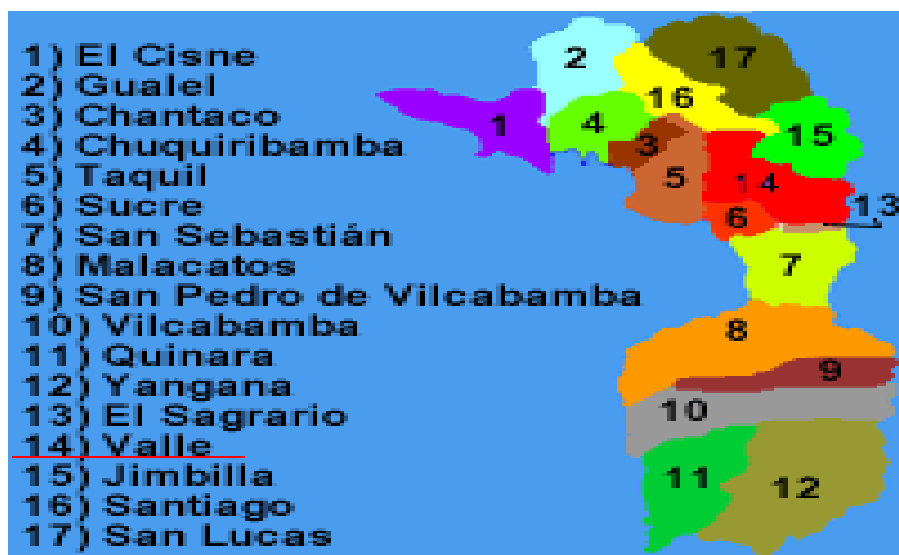 1) El Cisne
2) Gualel
3) Chantaco
4) Chuquiribamba
5) Taquil
6) Sucre
7) San Sebastián
8) Malacatos
9) San Pedro de Vilcabamba
10) Vilcabamba
11) Quinara
12) Yangana
13) El Sagrario
14) Valle
15) Jimbilla
16) Santiago
17) San Lucas
2
17
16
1
4
15
3
5
14
13
6
7
8
9
10
11
12